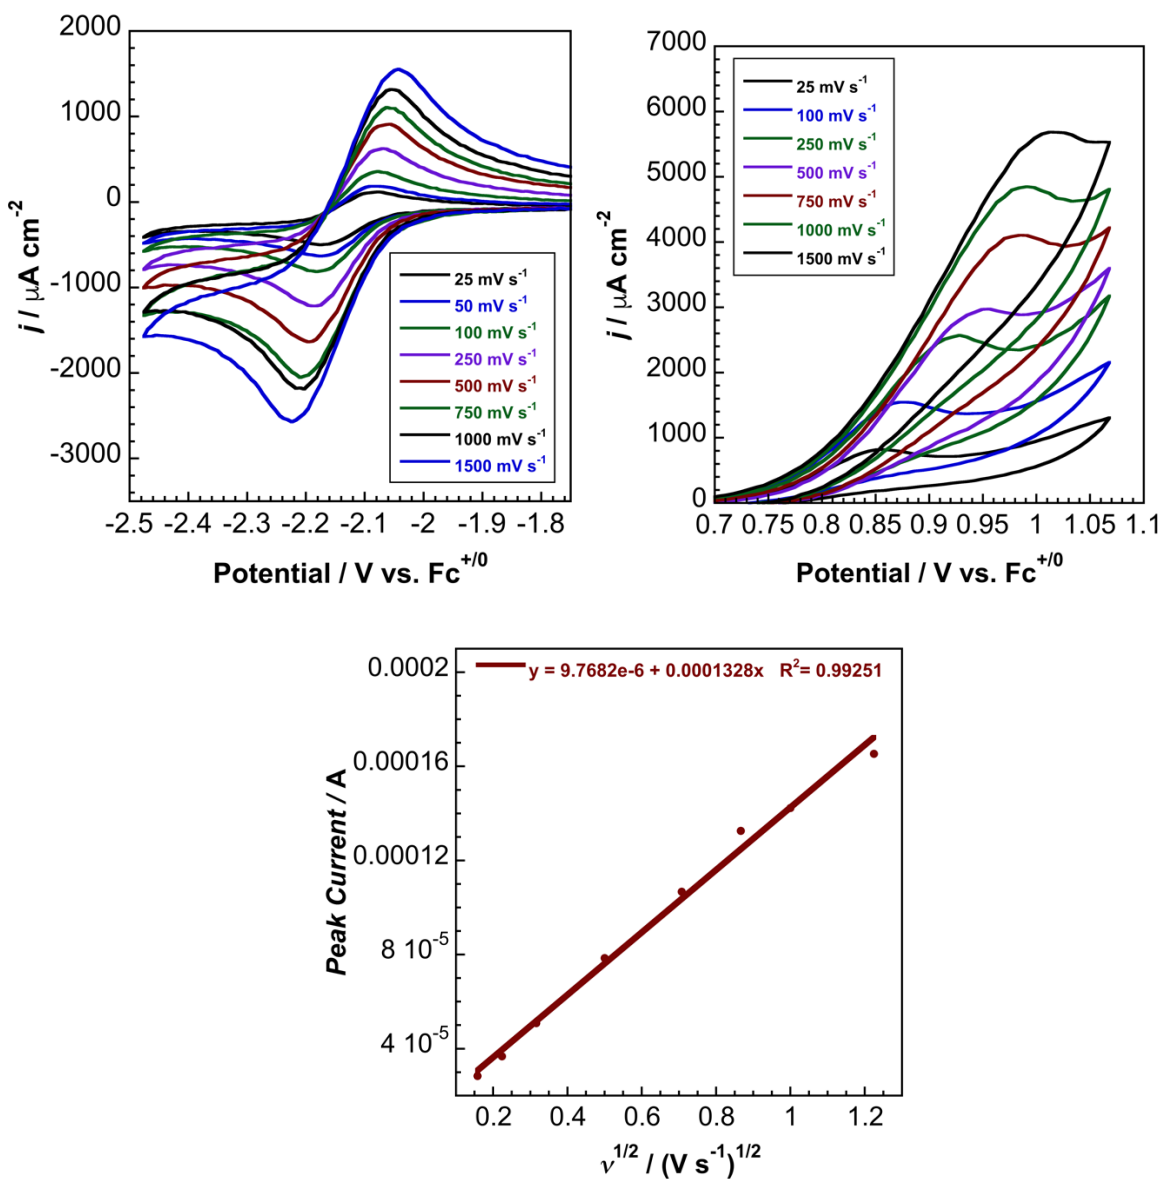 2000
1000
0
-1000
-2000
-3000
j / μA cm⁻²
25 mV s⁻¹
50 mV s⁻¹
100 mV s⁻¹
250 mV s⁻¹
500 mV s⁻¹
750 mV s⁻¹
1000 mV s⁻¹
1500 mV s⁻¹
-2.5 -2.4 -2.3 -2.2 -2.1 -2 -1.9 -1.8
Potential / V vs. Fc⁺/⁰
7000
6000
5000
4000
3000
2000
1000
0
j / μA cm⁻²
25 mV s⁻¹
100 mV s⁻¹
250 mV s⁻¹
500 mV s⁻¹
750 mV s⁻¹
1000 mV s⁻¹
1500 mV s⁻¹
0.7 0.75 0.8 0.85 0.9 0.95 1 1.05 1.1
Potential / V vs. Fc⁺/⁰
y = 9.7682e-6 + 0.0001328x R²= 0.99251
0.0002
0.00016
0.00012
8 10⁻⁵
4 10⁻⁵
Peak Current / A
0.2 0.4 0.6 0.8 1 1.2
ν¹/² / (V s⁻¹)¹/²